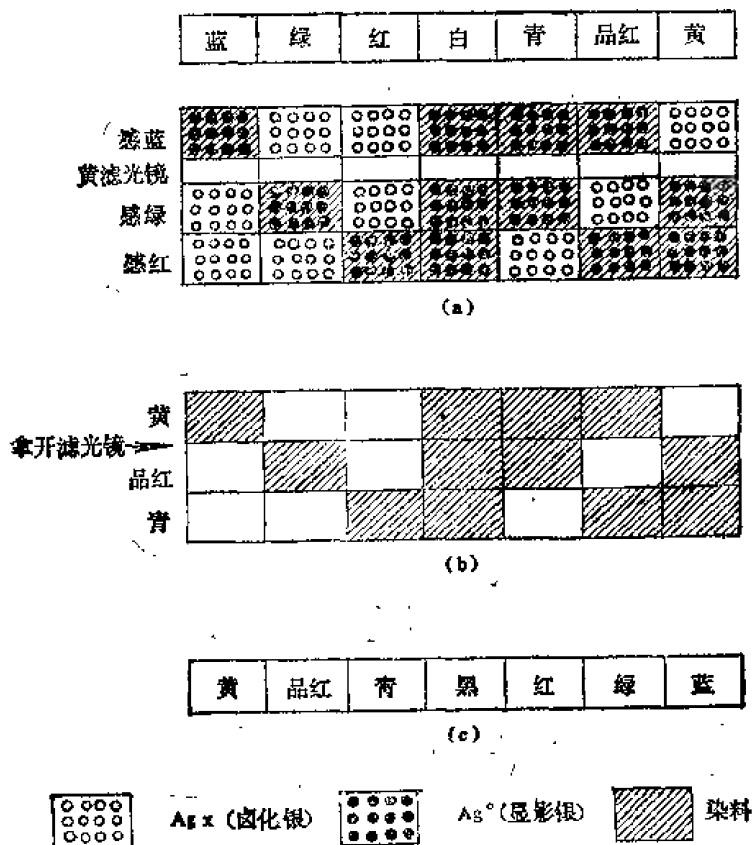 蓝 绿 红 白 青 品红 黄
感蓝
黄滤光镜
感绿
感红
(a)
黄
拿开滤光镜
品红
青
(b)
黄 品红 青 黑 红 绿 蓝
(c)
Agx (卤化银) Ag°(显影银) 染料